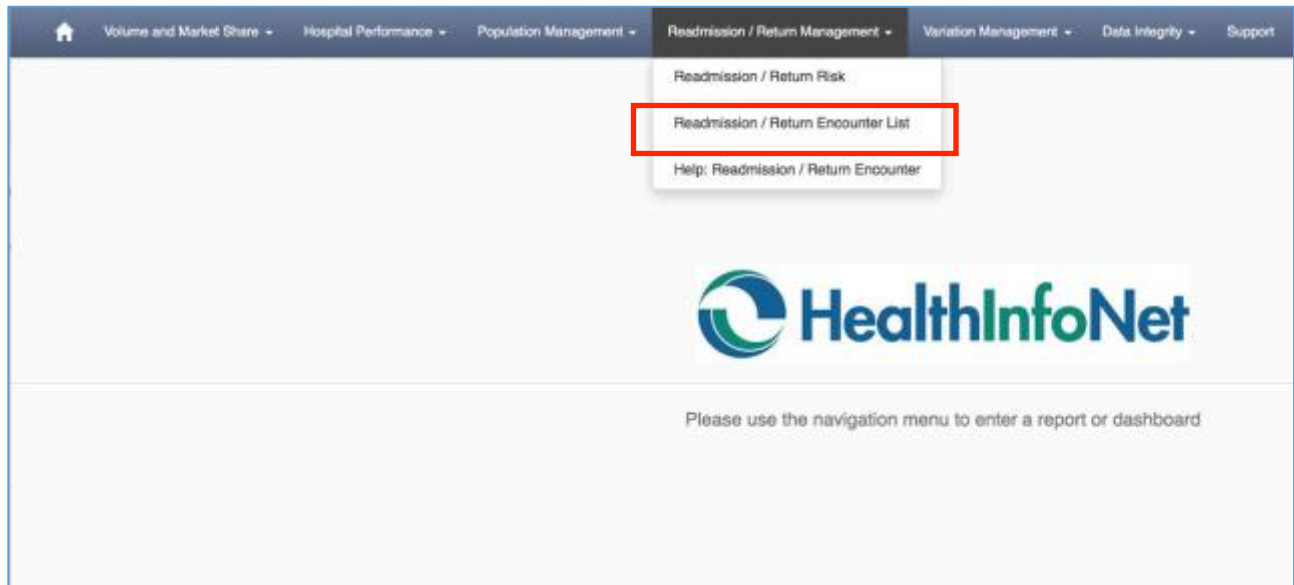 Volume and Market Share Hospital Performance Population Management Readmission / Return Management Variation Management Data Integrity Support
Readmission / Return Risk
Readmission / Return Encounter List
Help: Readmission / Return Encounter
HealthInfoNet
Please use the navigation menu to enter a report or dashboard